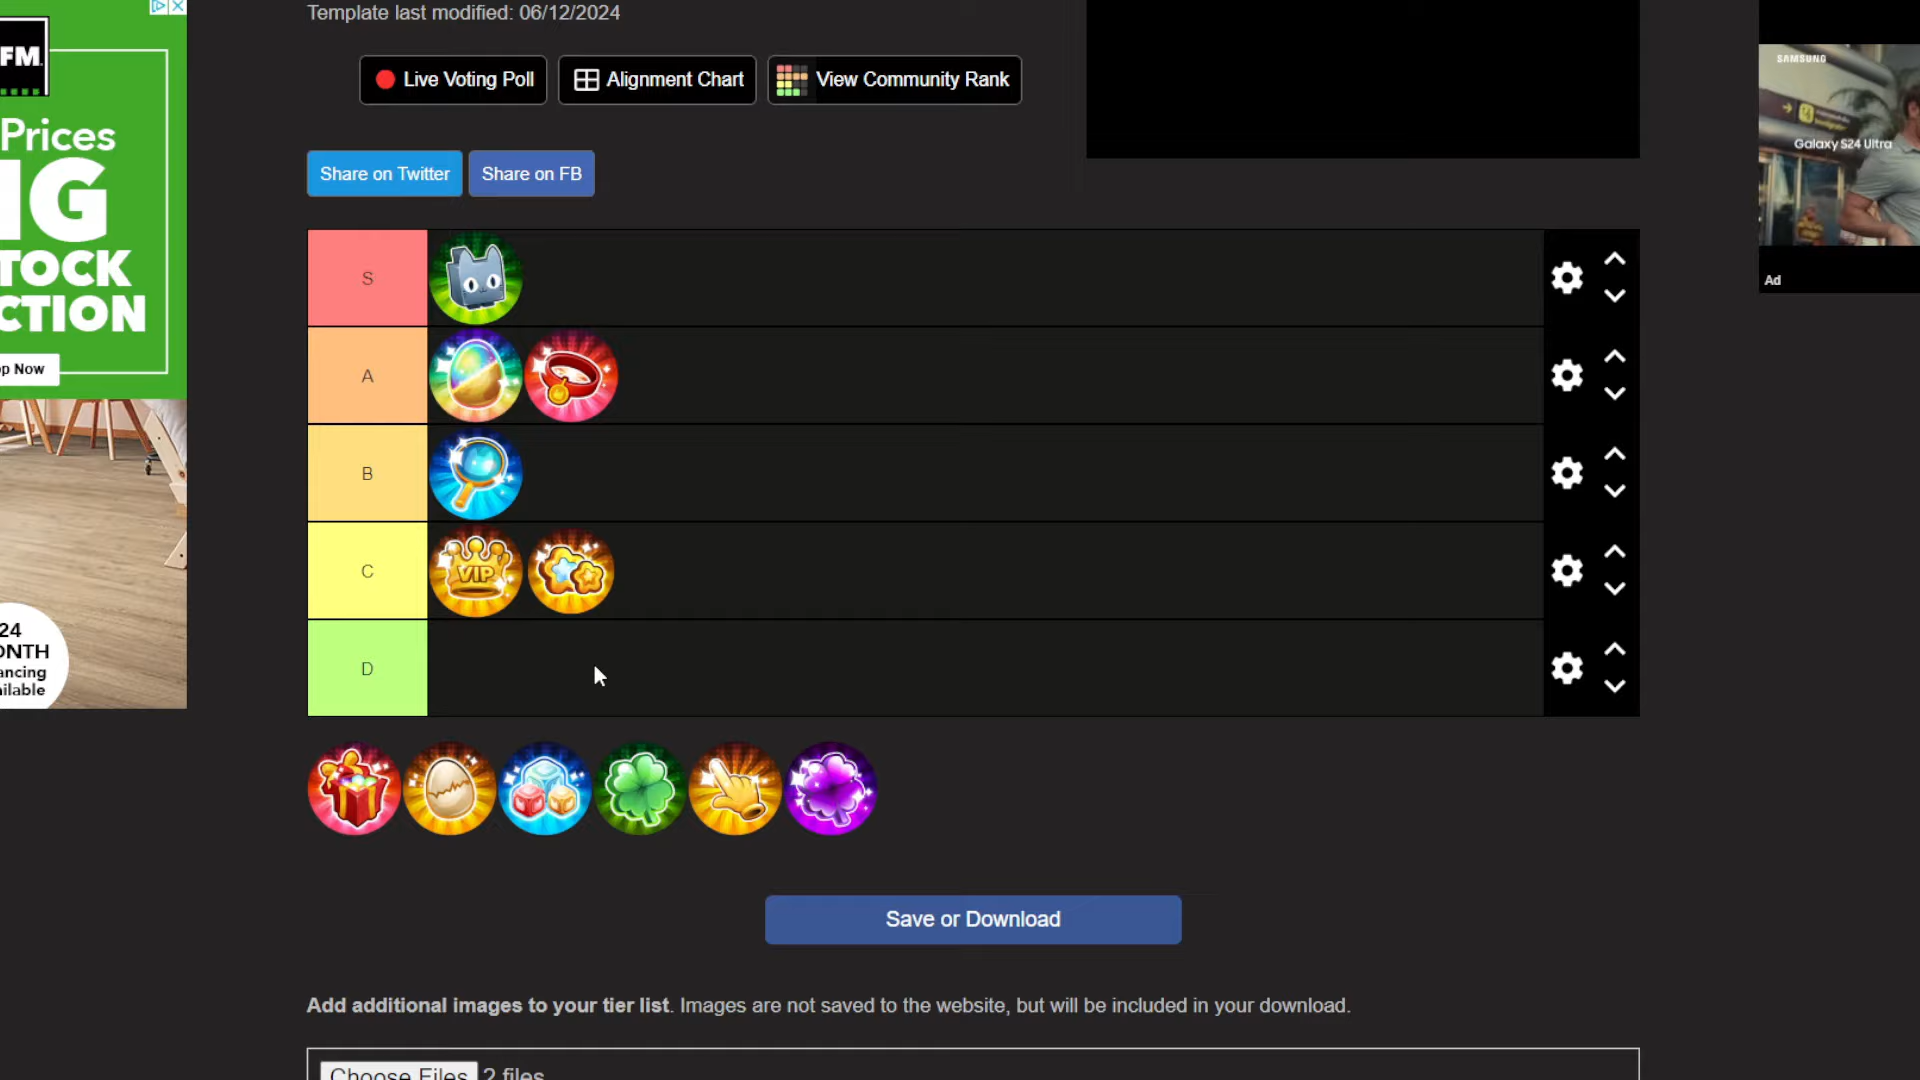 Template last modified: 06/12/2024
FM
Prices
IG
TOCK
CTION
op Now
24
ONTH
ancing
ailable
Live Voting Poll
Alignment Chart
View Community Rank
Share on Twitter
Share on FB
SAMSUNG
Galaxy S24 Ultra
Ad
S
A
B
C
VIP
D
Save or Download
Add additional images to your tier list. Images are not saved to the website, but will be included in your download.
Choose Files 2 files